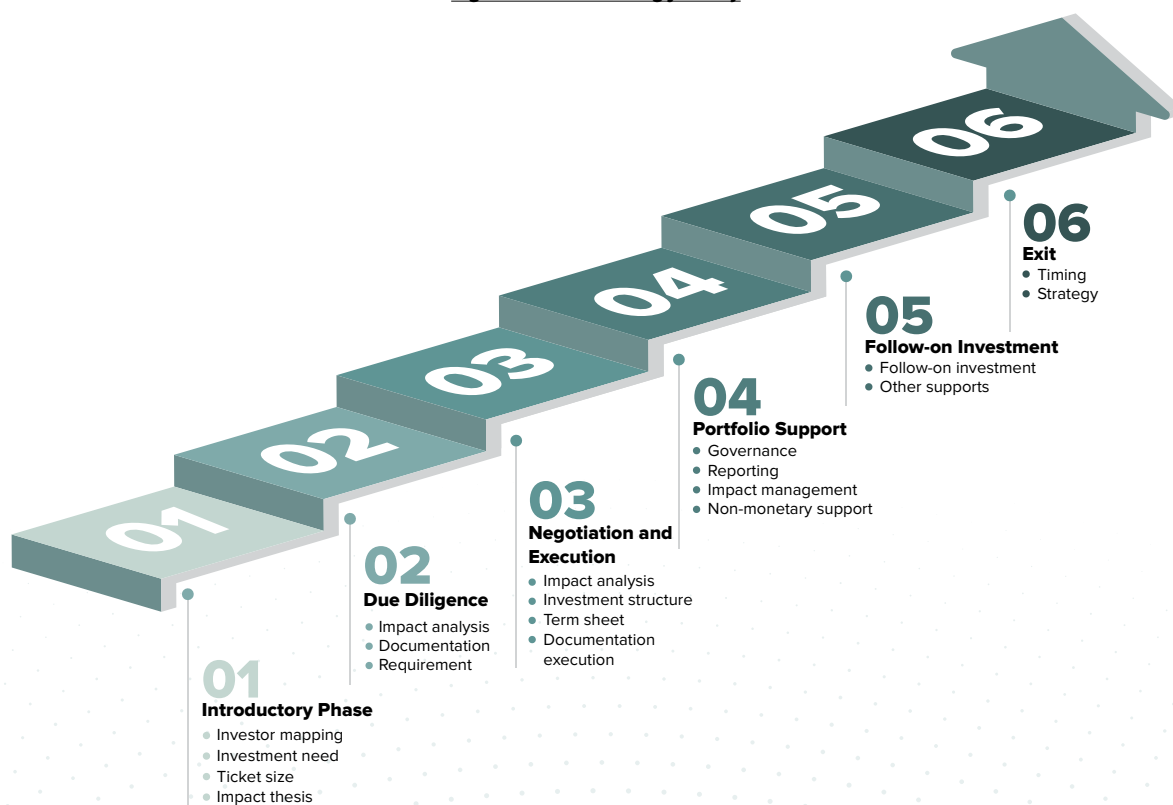 01
02
03
04
05
06
01
Introductory Phase
Investor mapping
Investment need
Ticket size
Impact thesis
02
Due Diligence
Impact analysis
Documentation
Requirement
03
Negotiation and
Execution
Impact analysis
Investment structure
Term sheet
Documentation
execution
04
Portfolio Support
Governance
Reporting
Impact management
Non-monetary support
05
Follow-on Investment
Follow-on investment
Other supports
06
Exit
Timing
Strategy